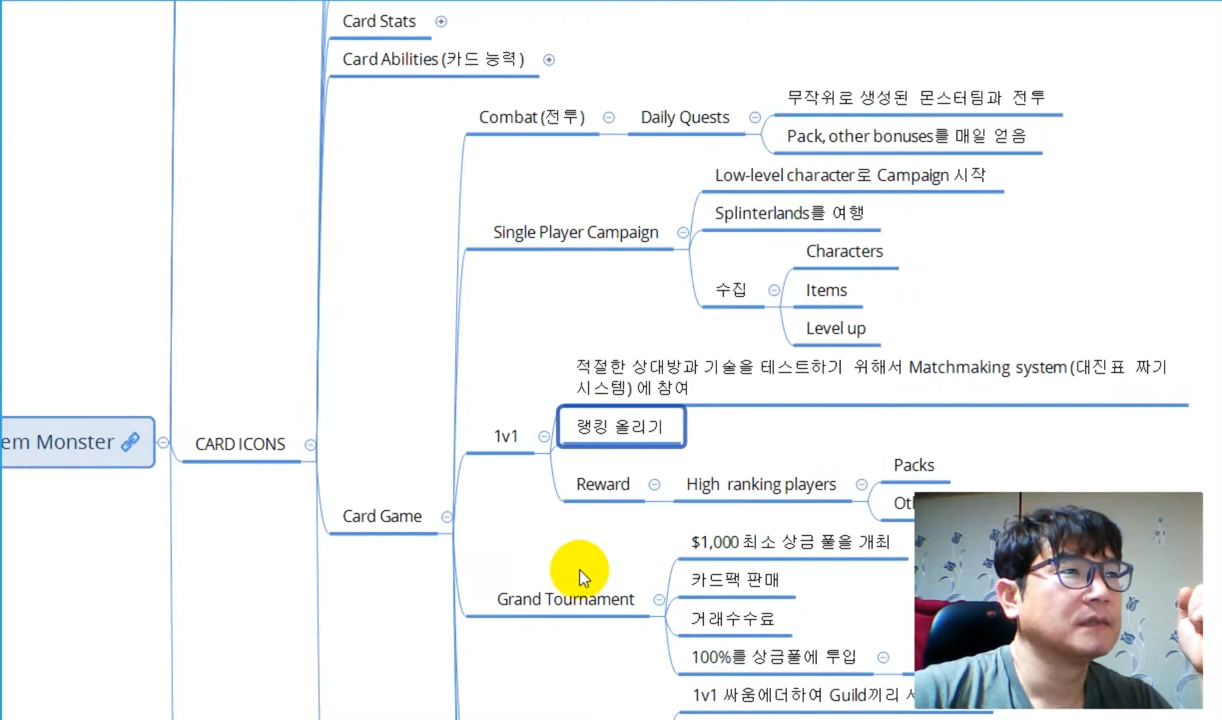 Card Stats
Card Abilities (카드 능력)
Combat (전투)
Daily Quests
무작위로 생성된 몬스터팀과 전투
Pack, other bonuses를 매일 얻음
Single Player Campaign
Low-level character로 Campaign 시작
Splinterlands를 여행
수집
Characters
Items
Level up
em Monster
CARD ICONS
Card Game
1v1
적절한 상대방과 기술을 테스트하기 위해서 Matchmaking system (대진표 짜기
시스템) 에 참여
랭킹 올리기
Reward
High ranking players
Packs
Grand Tournament
$1,000 최소 상금 풀을 개최
카드팩 판매
거래수수료
100%를 상금풀에 투입
1v1 싸움에더하여 Guild끼리